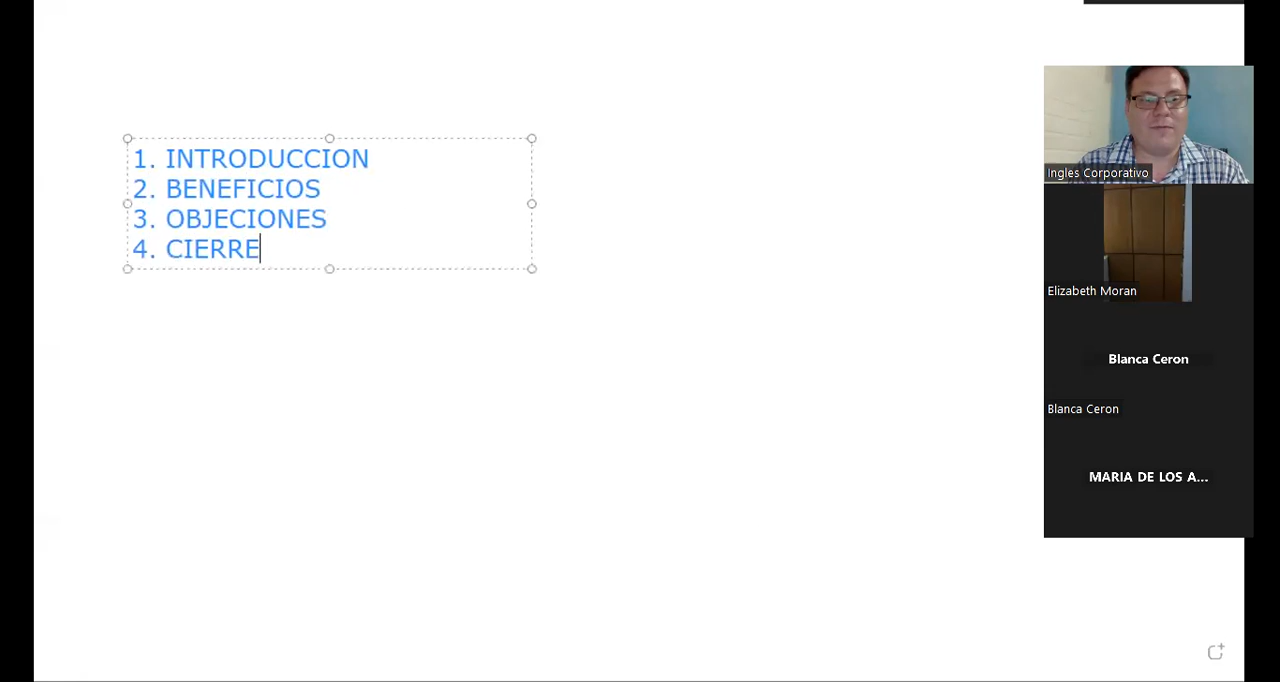 1. INTRODUCCION
2. BENEFICIOS
3. OBJECIONES
4. CIERRE
Ingles Corporativo
Elizabeth Moran
Blanca Ceron
Blanca Ceron
MARIA DE LOS A...